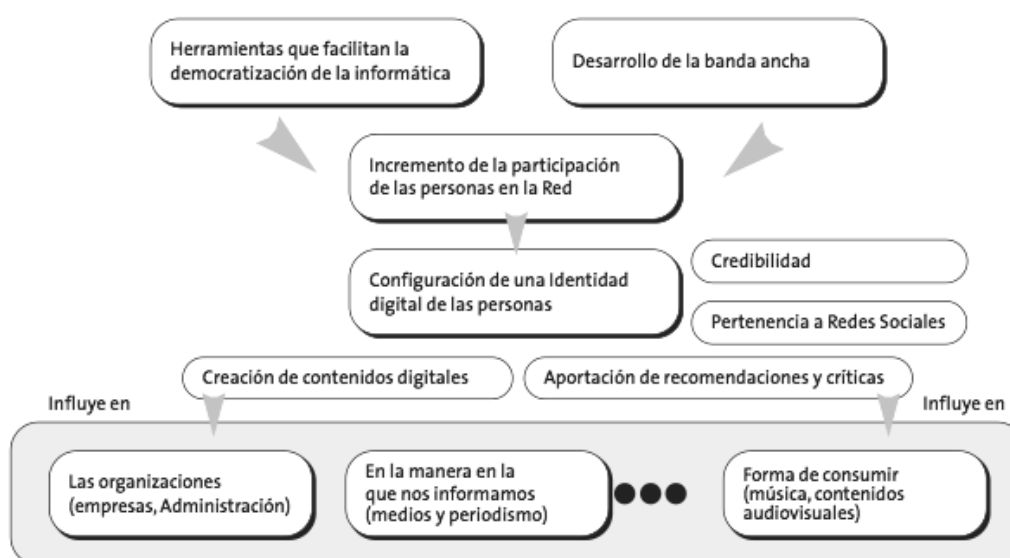 Herramientas que facilitan la
democratización de la informática
Desarrollo de la banda ancha
Incremento de la participación
de las personas en la Red
Configuración de una Identidad
digital de las personas
Credibilidad
Pertenencia a Redes Sociales
Creación de contenidos digitales
Aportación de recomendaciones y críticas
Influye en
Influye en
Las organizaciones
(empresas, Administración)
En la manera en la
que nos informamos
(medios y periodismo)
Forma de consumir
(música, contenidos
audiovisuales)